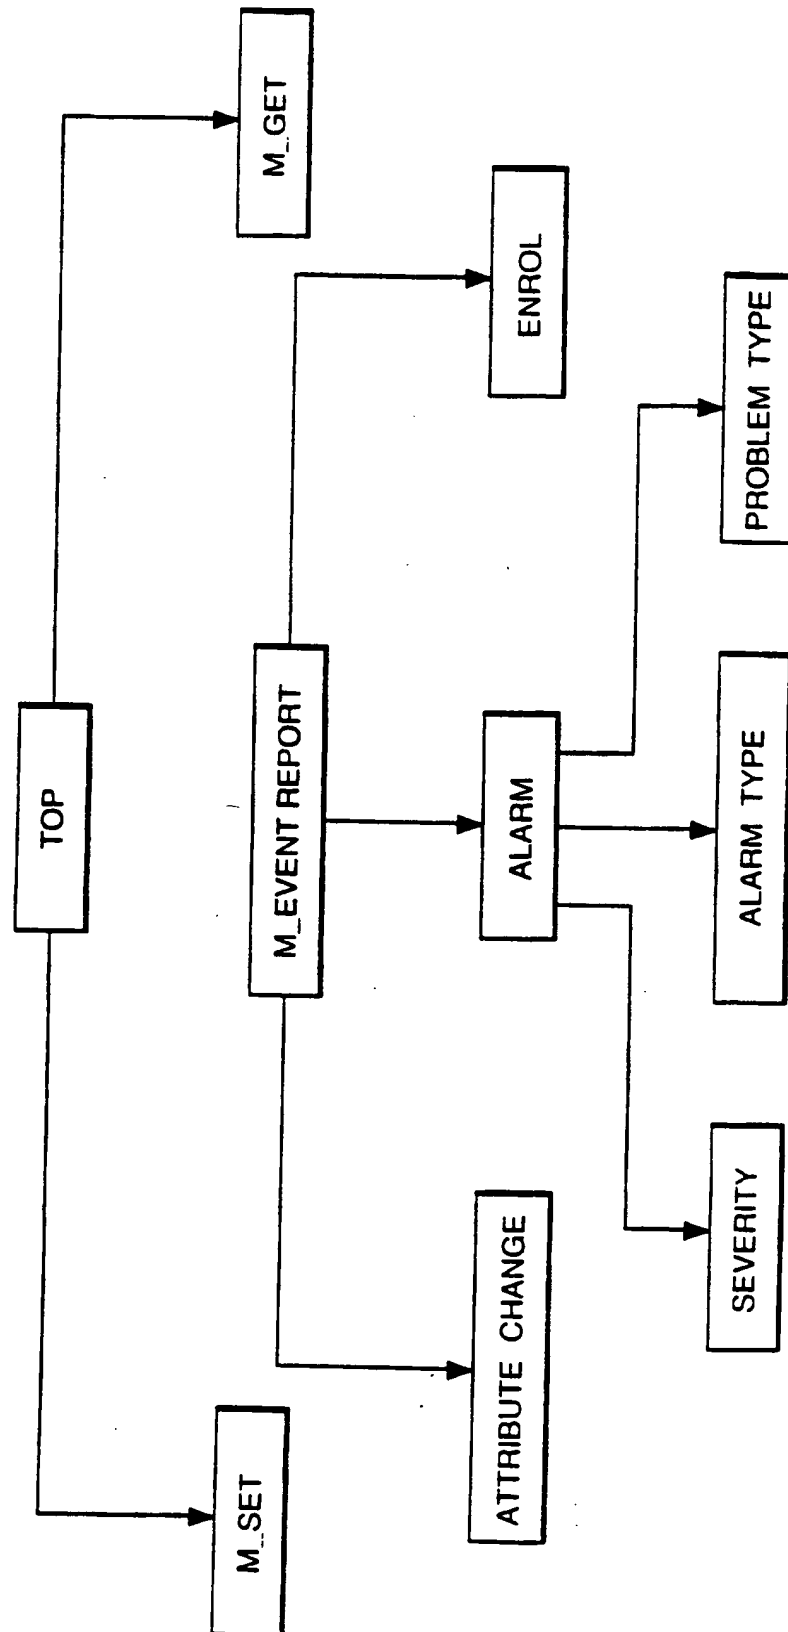 TOP
M_SET
M_EVENT REPORT
M_GET
ATTRIBUTE CHANGE
ALARM
ENROL
SEVERITY
ALARM TYPE
PROBLEM TYPE